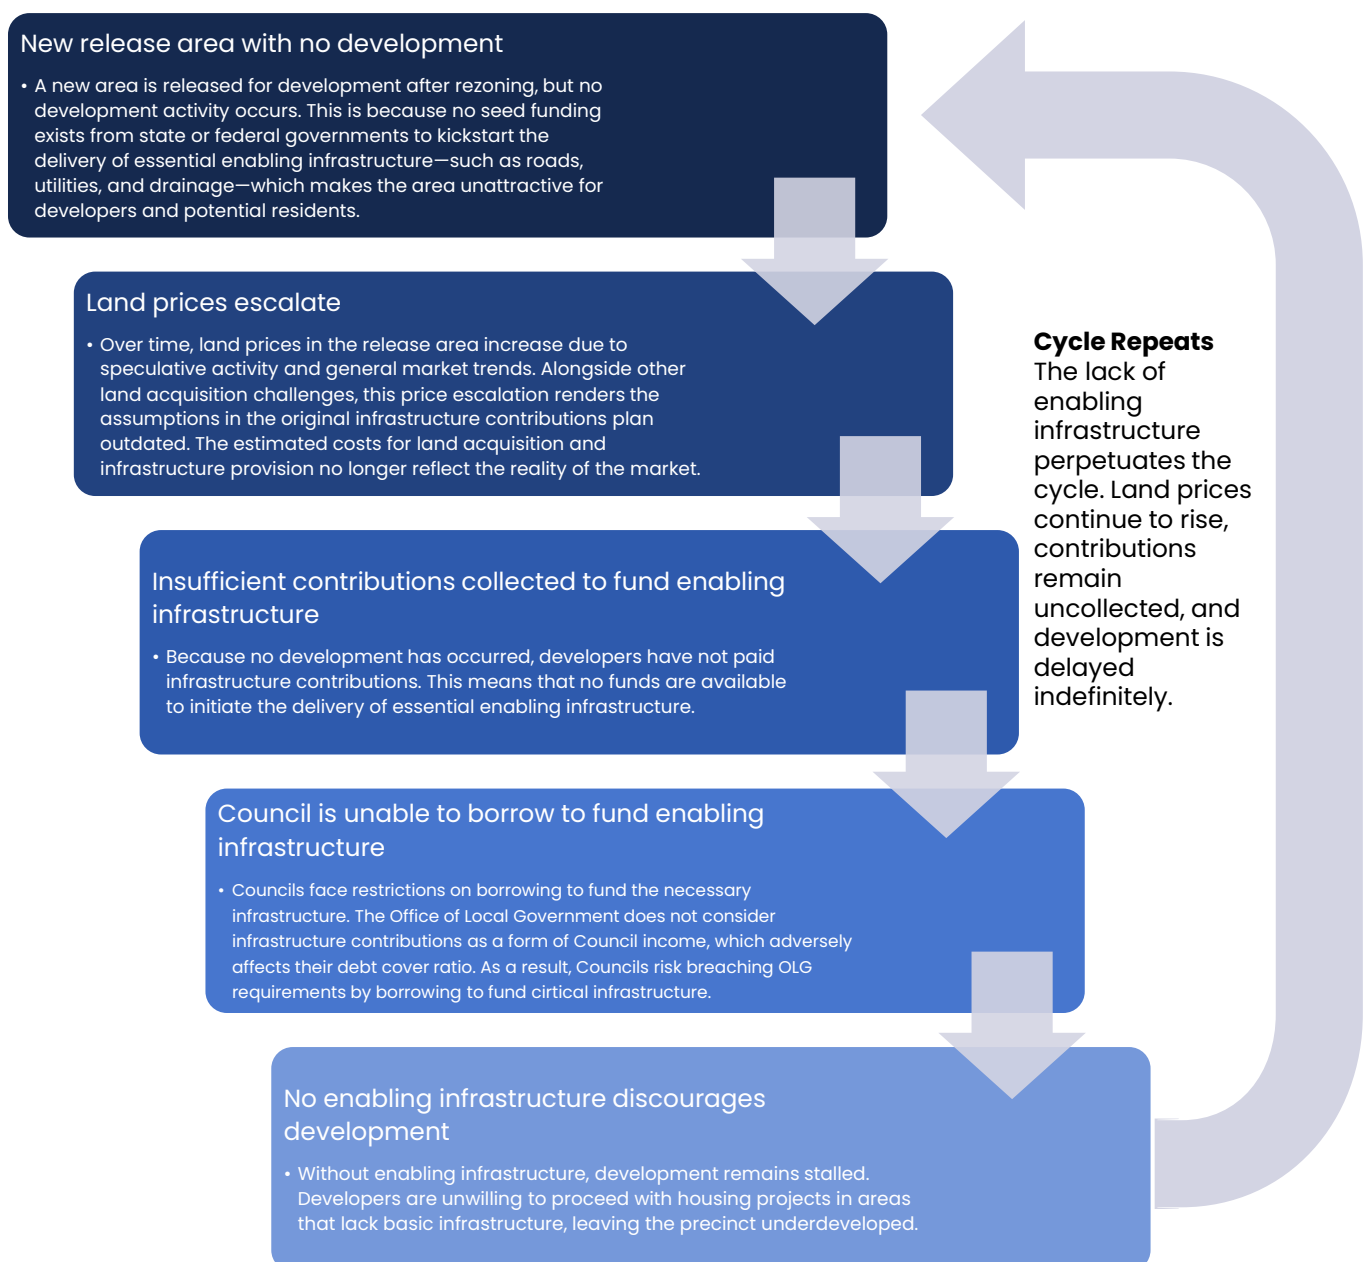 New release area with no development
• A new area is released for development after rezoning, but no
development activity occurs. This is because no seed funding
exists from state or federal governments to kickstart the
delivery of essential enabling infrastructure—such as roads,
utilities, and drainage—which makes the area unattractive for
developers and potential residents.
Land prices escalate
• Over time, land prices in the release area increase due to
speculative activity and general market trends. Alongside other
land acquisition challenges, this price escalation renders the
assumptions in the original infrastructure contributions plan
outdated. The estimated costs for land acquisition and
infrastructure provision no longer reflect the reality of the market.
Insufficient contributions collected to fund enabling
infrastructure
• Because no development has occurred, developers have not paid
infrastructure contributions. This means that no funds are available
to initiate the delivery of essential enabling infrastructure.
Council is unable to borrow to fund enabling
infrastructure
• Councils face restrictions on borrowing to fund the necessary
infrastructure. The Office of Local Government does not consider
infrastructure contributions as a form of Council income, which adversely
affects their debt cover ratio. As a result, Councils risk breaching OLG
requirements by borrowing to fund cirtical infrastructure.
No enabling infrastructure discourages
development
• Without enabling infrastructure, development remains stalled.
Developers are unwilling to proceed with housing projects in areas
that lack basic infrastructure, leaving the precinct underdeveloped.
Cycle Repeats
The lack of
enabling
infrastructure
perpetuates the
cycle. Land prices
continue to rise,
contributions
remain
uncollected, and
development is
delayed
indefinitely.